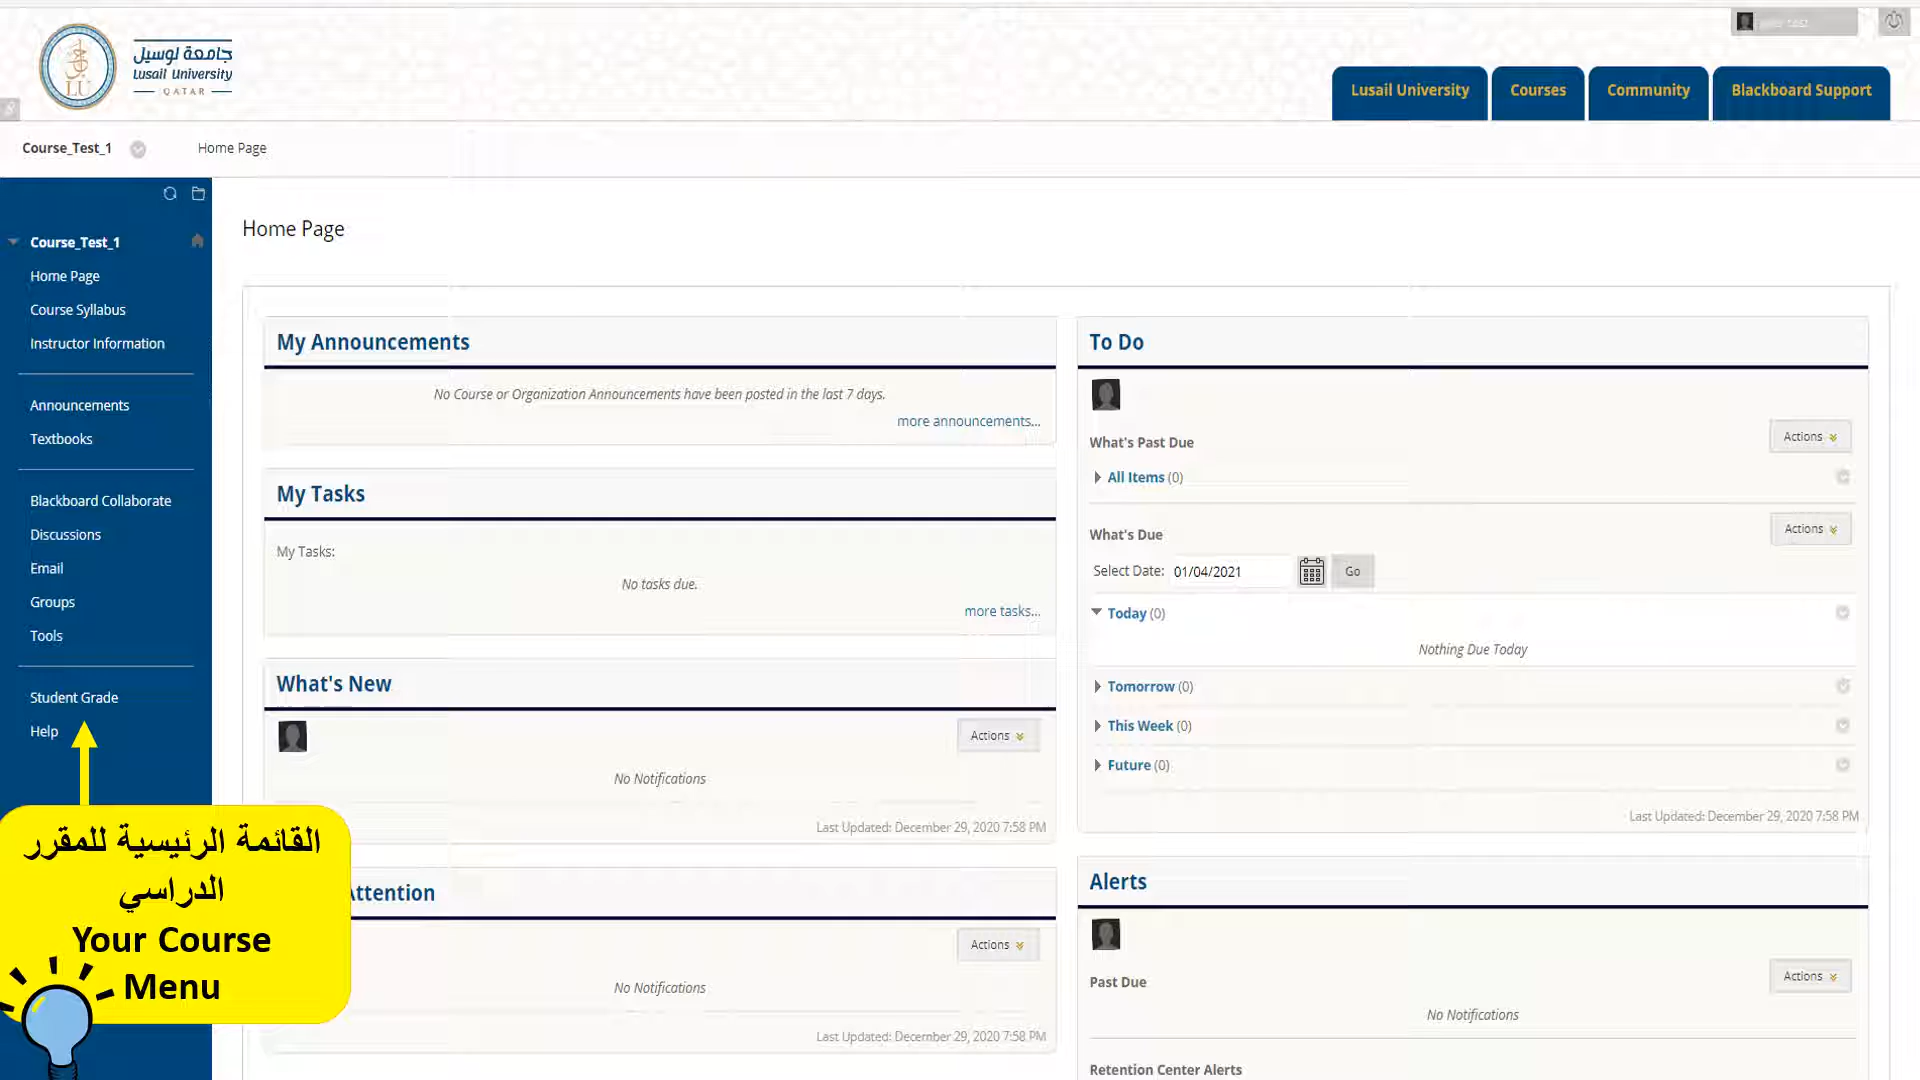 جامعة لوسيل
Lusail University
QATAR
Lusail University
Courses
Community
Blackboard Support
Course_Test_1
Home Page
Course_Test_1
Home Page
Course Syllabus
Instructor Information
Announcements
Textbooks
Blackboard Collaborate
Discussions
Email
Groups
Tools
Student Grade
Help
القائمة الرئيسية للمقرر
الدراسي
Your Course
Menu
Home Page
My Announcements
No Course or Organization Announcements have been posted in the last 7 days.
more announcements...
My Tasks
My Tasks:
No tasks due.
more tasks...
What's New
Actions
No Notifications
Last Updated: December 29, 2020 7:58 PM
Attention
Actions
No Notifications
Last Updated: December 29, 2020 7:58 PM
To Do
What's Past Due
Actions
All Items (0)
What's Due
Actions
Select Date: 01/04/2021 Go
Today (0)
Nothing Due Today
Tomorrow (0)
This Week (0)
Future (0)
Last Updated: December 29, 2020 7:58 PM
Alerts
Past Due
Actions
No Notifications
Retention Center Alerts